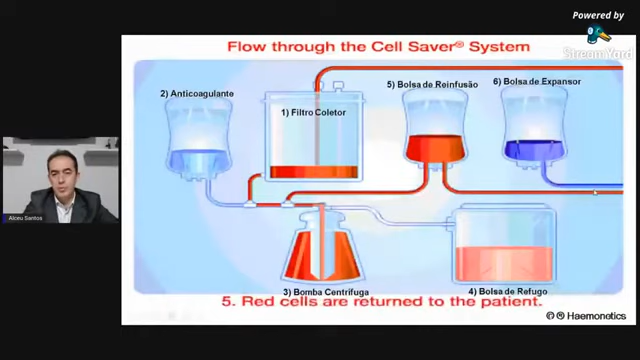 Powered by
Stream Yard
Flow through the Cell Saver® System
2) Anticoagulante
1) Filtro Coletor
5) Bolsa de Reinfusão
6) Bolsa de Expansor
3) Bomba Centrífuga
4) Bolsa de Refugo
5. Red cells are returned to the patient.
Haemonetics
Alceu Santos